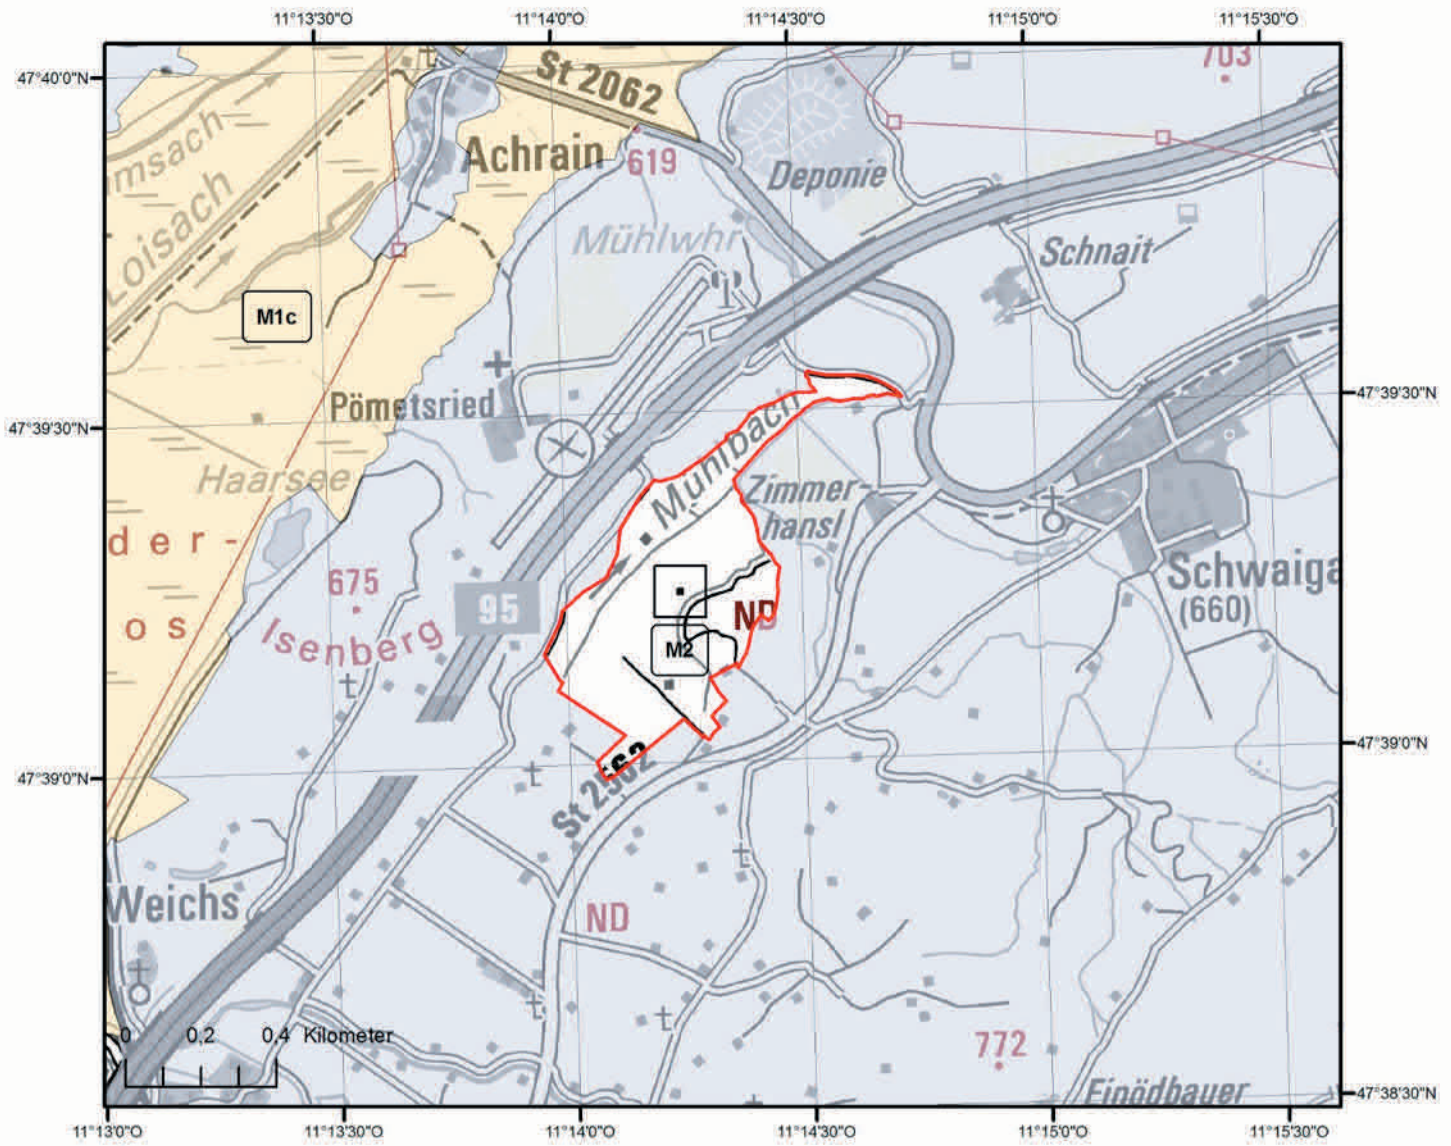 11°13'30"O
11°14'0"O
11°14'30"O
11°15'0"O
11°15'30"O
47°40'0"N
St 2062
703
Achrain
619
Deponie
msach
Loisach
Mühlwhr
Schnait
M1c
47°39'30"N
Pömetsried
47°39'30"N
Mühlbach
Haarsee
Zimmer-
hansl
der-
675
95
Schwaiga
(660)
os
Isenberg
ND
M2
47°39'0"N
47°39'0"N
St 2562
Weichs
ND
0 0,2 0,4 Kilometer
772
Einödbauer
47°38'30"N
11°13'0"O
11°13'30"O
11°14'0"O
11°14'30"O
11°15'0"O
11°15'30"O